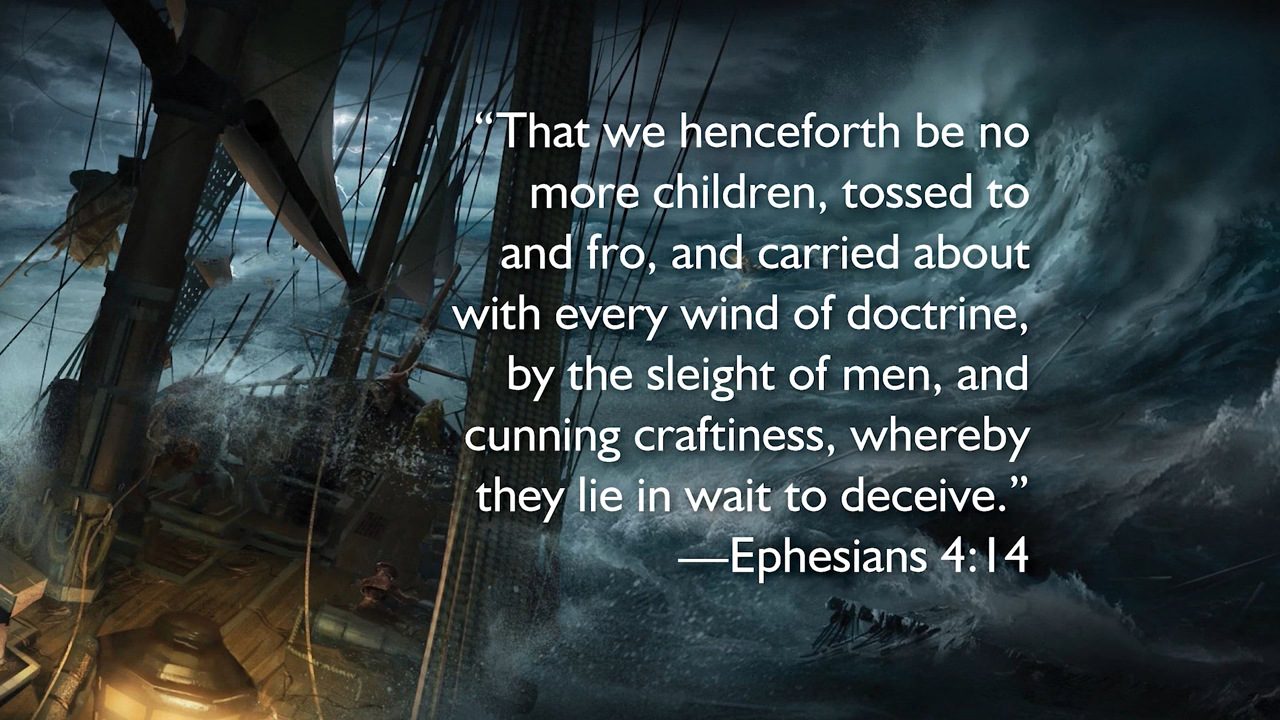 “That we henceforth be no
more children, tossed to
and fro, and carried about
with every wind of doctrine,
by the sleight of men, and
cunning craftiness, whereby
they lie in wait to deceive.”
—Ephesians 4:14